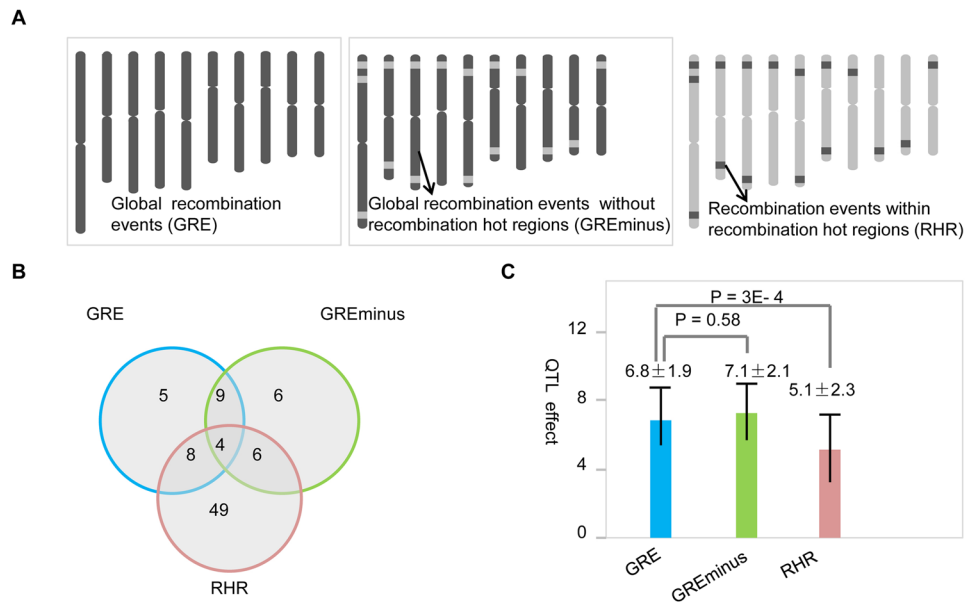 A
Global recombination
events (GRE)
Global recombination events without
recombination hot regions (GREminus)
Recombination events within
recombination hot regions (RHR)
B
GRE
GREminus
5
9
6
4
8
6
49
RHR
C
P = 3E- 4
P = 0.58
12
6.8±1.9
7.1±2.1
5.1±2.3
QTL effect
8
4
0
GRE
GREminus
RHR